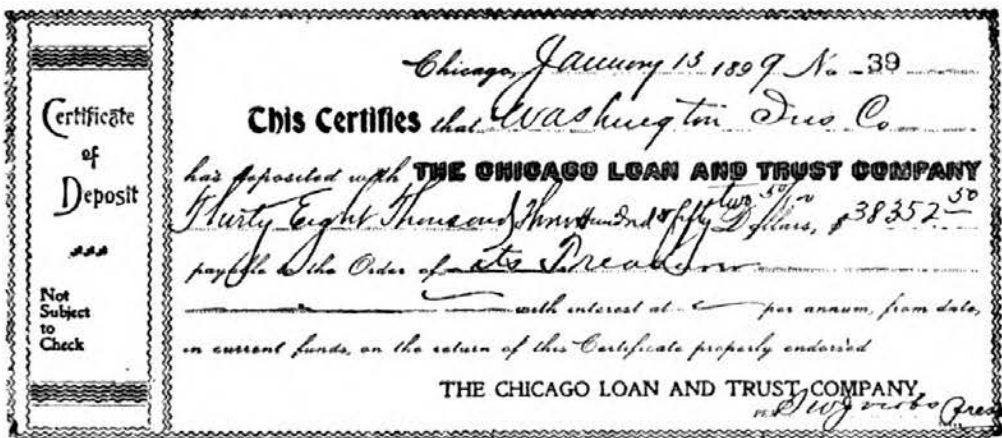 Certificate
of
Deposit
Not
Subject
to
Check
Chicago, January 13 1899 No 39
This Certifies that Washington Ins Co
has deposited with THE CHICAGO LOAN AND TRUST COMPANY
Thirty Eight Thousand Three Hundred & fifty two 50/100 Dollars, $38352 50
payable to the Order of its
with interest at per annum, from date,
in current funds, on the return of this Certificate properly endorsed
THE CHICAGO LOAN AND TRUST COMPANY
PER Jacobs Pres